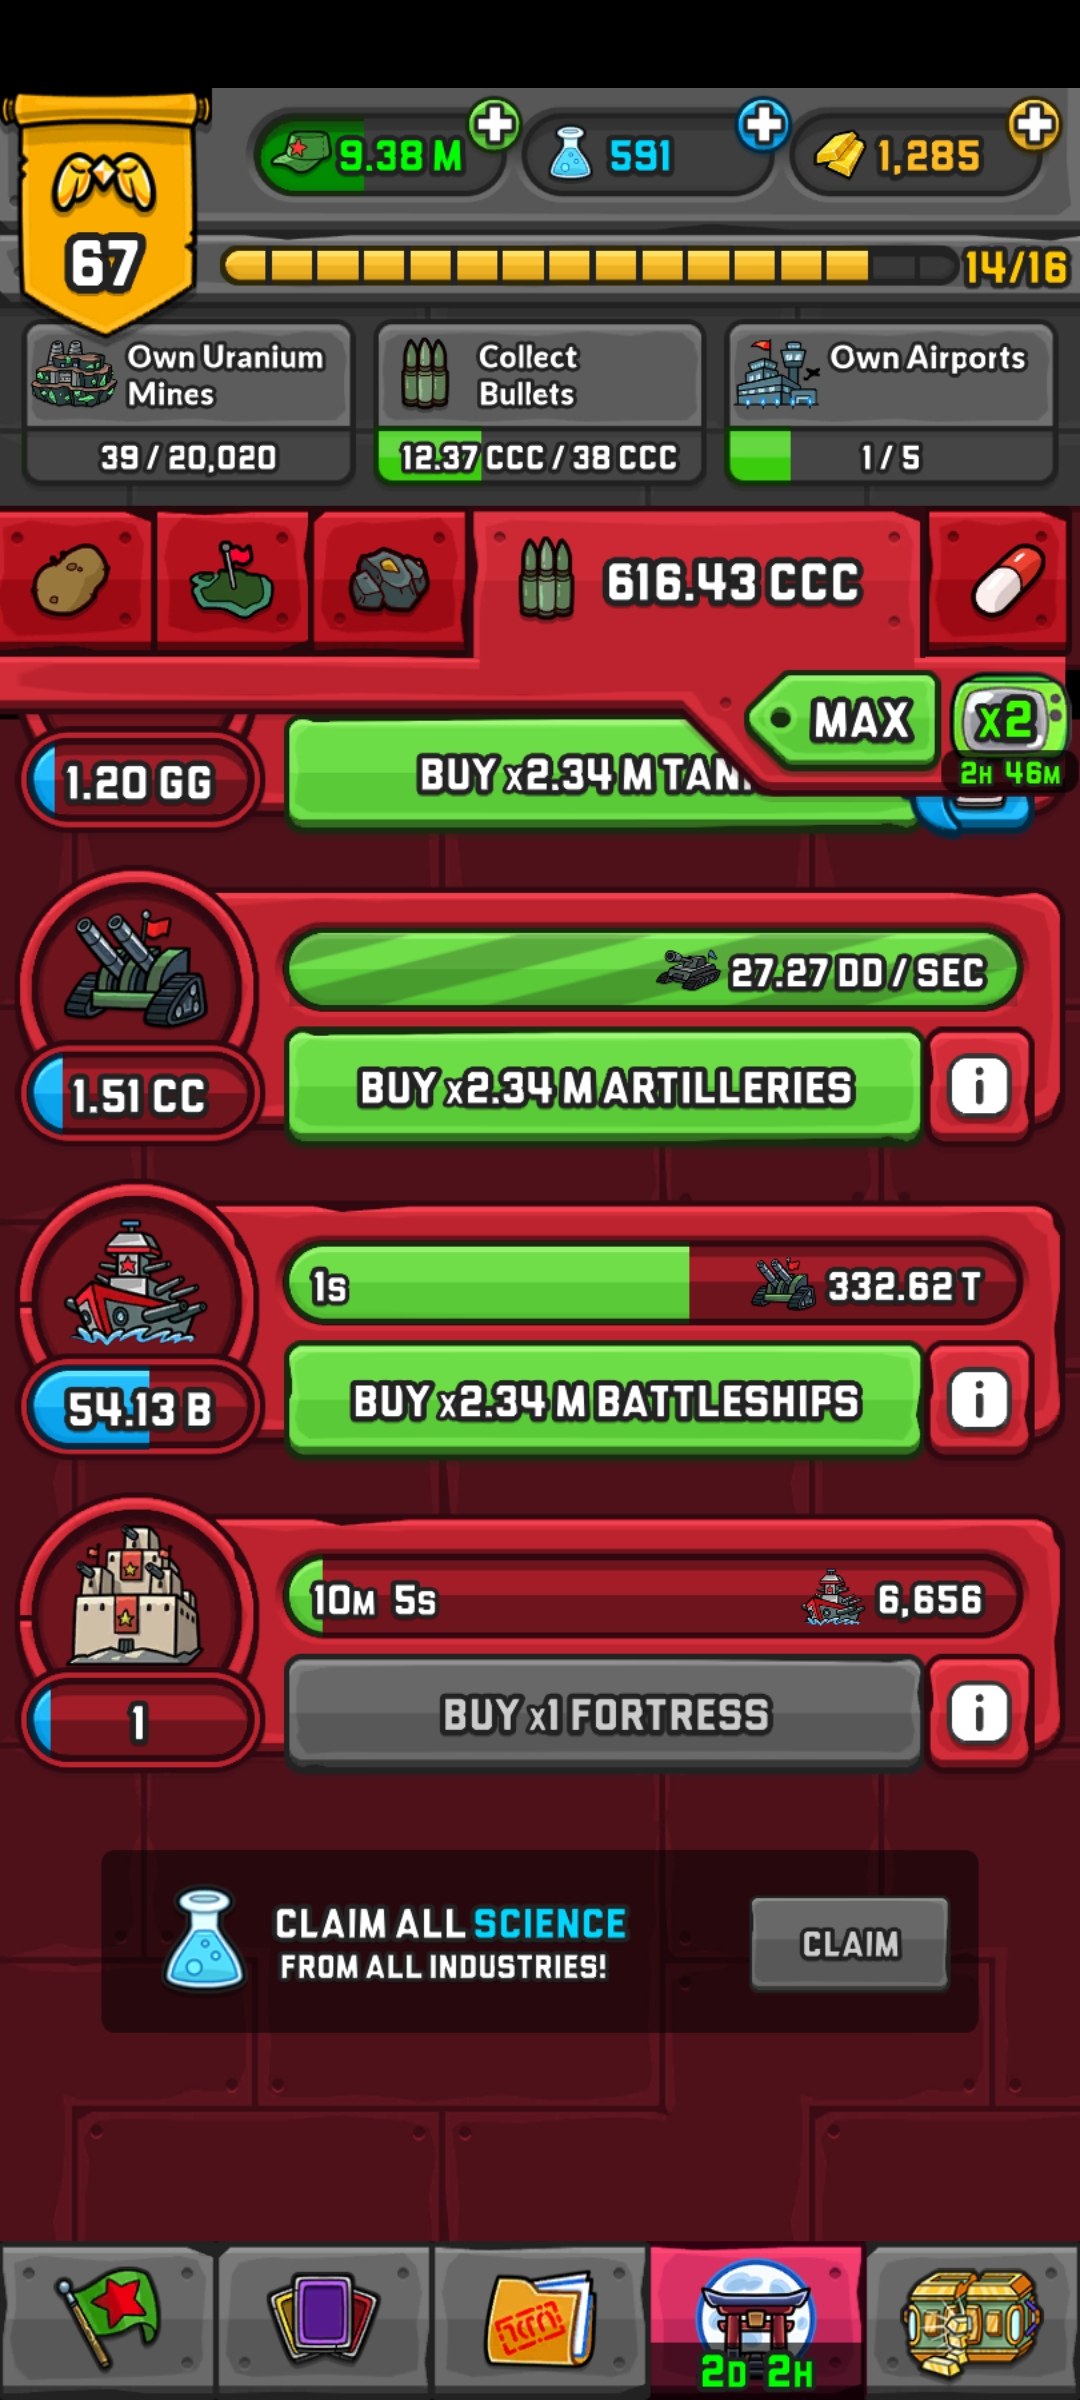 9.38 M
591
1,285
67
14/16
Own Uranium
Mines
39 / 20,020
Collect
Bullets
12.37 CCC / 38 CCC
Own Airports
1 / 5
616.43 CCC
MAX
x2
2H 46M
1.20 GG
BUY x2.34 M
27.27 DD / SEC
1.51 CC
BUY x2.34 M ARTILLERIES
i
1s
332.62 T
54.13 B
BUY x2.34 M BATTLESHIPS
i
10M 5s
6,656
1
BUY x1 FORTRESS
i
CLAIM ALL SCIENCE
FROM ALL INDUSTRIES!
CLAIM
2D 2H